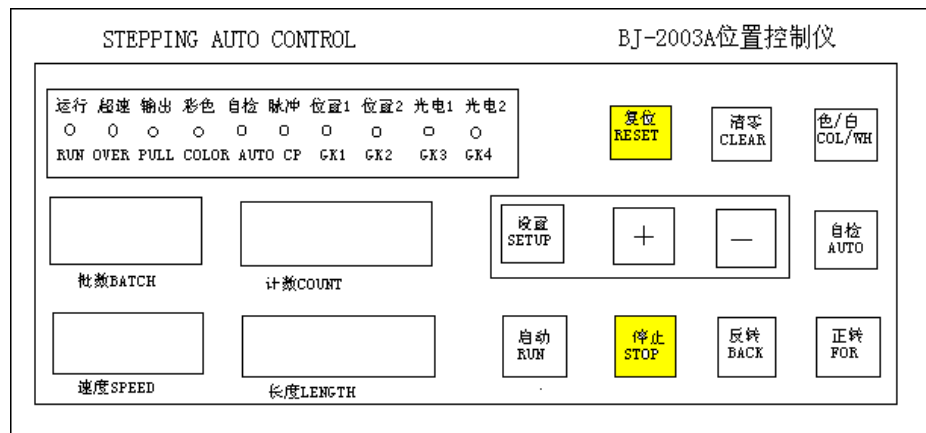 STEPPING AUTO CONTROL
BJ-2003A位置控制仪
运行 超速 输出 彩色 自检 脉冲 位置1 位置2 光电1 光电2
RUN OVER PULL COLOR AUTO CP GK1 GK2 GK3 GK4
复位
RESET
清零
CLEAR
色/白
COL/WH
设置
SETUP
+
—
自检
AUTO
批数BATCH
计数COUNT
启动
RUN
停止
STOP
反转
BACK
正转
FOR
速度SPEED
长度LENGTH